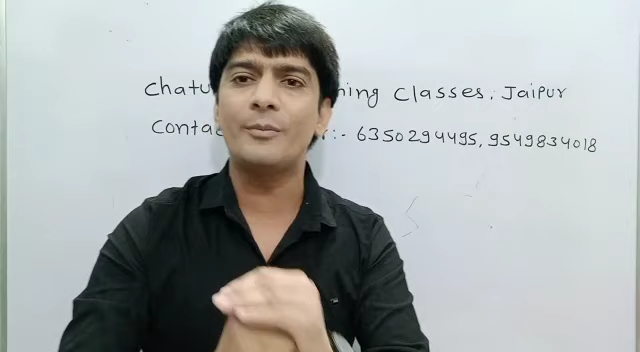 Chatu ning Classes, Jaipur
Conta r:- 6350294495, 9549834018